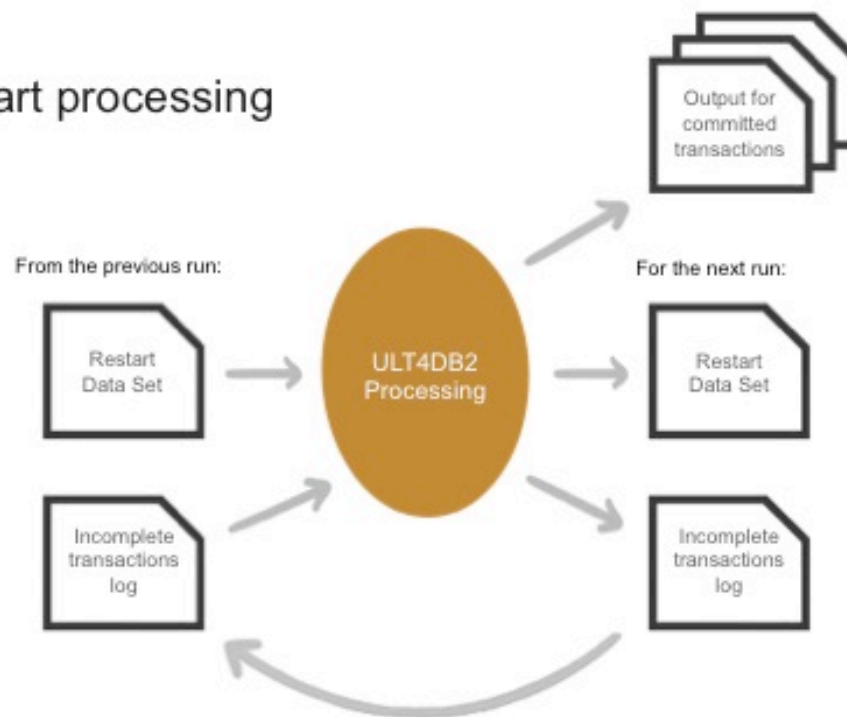 art processing
Output for
committed
transactions
From the previous run:
For the next run:
Restart
Data Set
ULT4DB2
Processing
Restart
Data Set
Incomplete
transactions
log
Incomplete
transactions
log